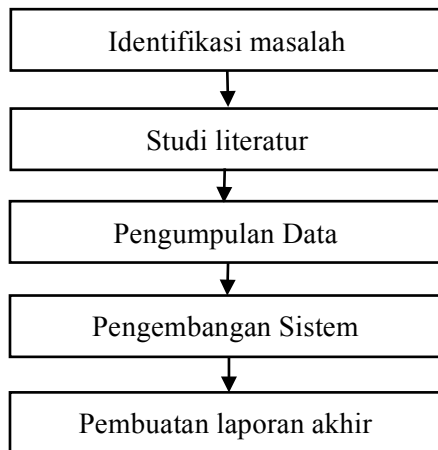 Identifikasi masalah
Studi literatur
Pengumpulan Data
Pengembangan Sistem
Pembuatan laporan akhir